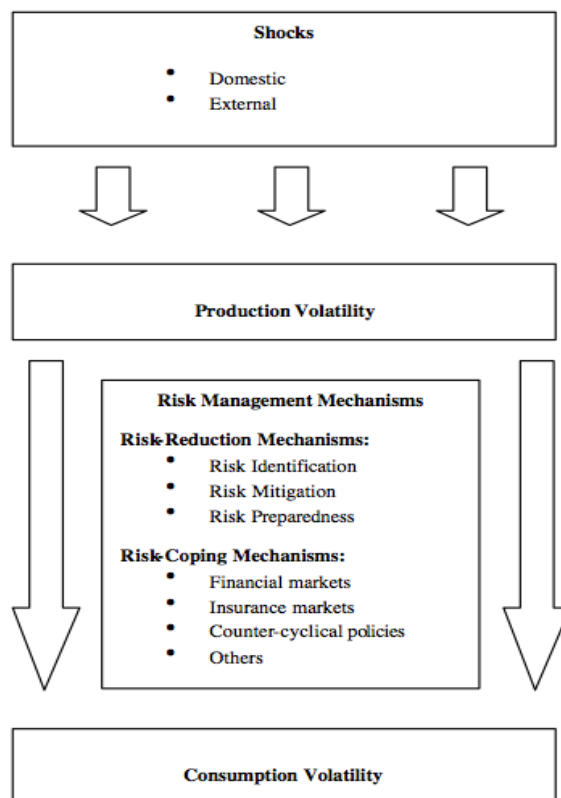 Shocks
• Domestic
• External
Production Volatility
Risk Management Mechanisms
Risk-Reduction Mechanisms:
• Risk Identification
• Risk Mitigation
• Risk Preparedness
Risk-Coping Mechanisms:
• Financial markets
• Insurance markets
• Counter-cyclical policies
• Others
Consumption Volatility